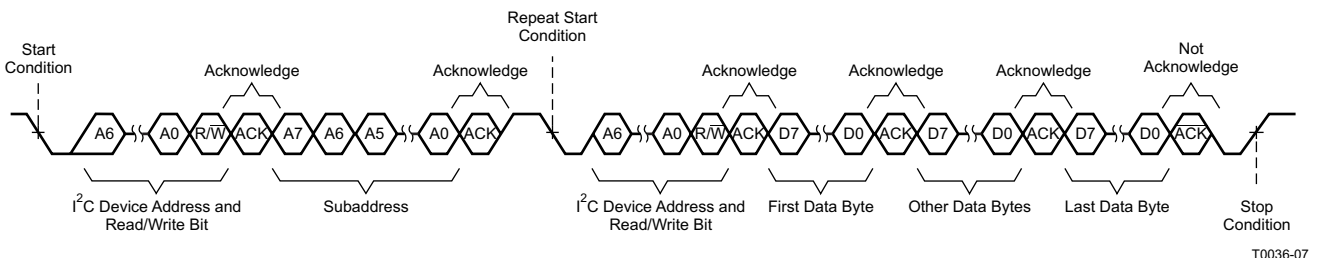 Repeat Start
Condition
Start
Condition
Not
Acknowledge
Acknowledge
Acknowledge
Acknowledge
Acknowledge
Acknowledge
A6 A0 R/W̅ ACK A7 A6 A5 A0 ACK A6 A0 R/W̅ ACK D7 D0 ACK D7 D0 ACK D7 D0 A̅C̅K̅
I²C Device Address and
Read/Write Bit
Subaddress
I²C Device Address and
Read/Write Bit
First Data Byte
Other Data Bytes
Last Data Byte
Stop
Condition
T0036-07